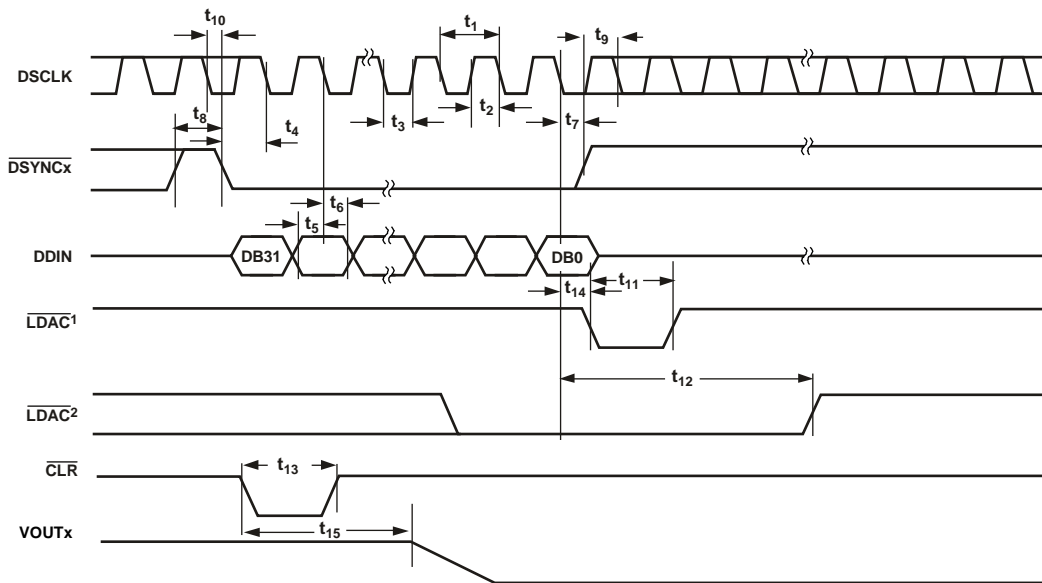 t10
t1
t9
DSCLK
t8
t4
t3
t2
t7
DSYNCx
t6
t5
DDIN
DB31
DB0
t14
t11
LDAC1
t12
LDAC2
CLR
t13
VOUTx
t15